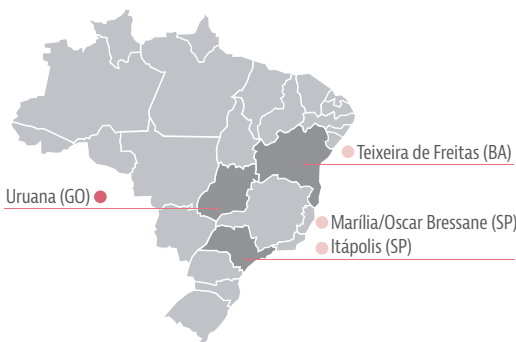 Teixeira de Freitas (BA)
Uruana (GO)
Marília/Oscar Bressane (SP)
Itápolis (SP)